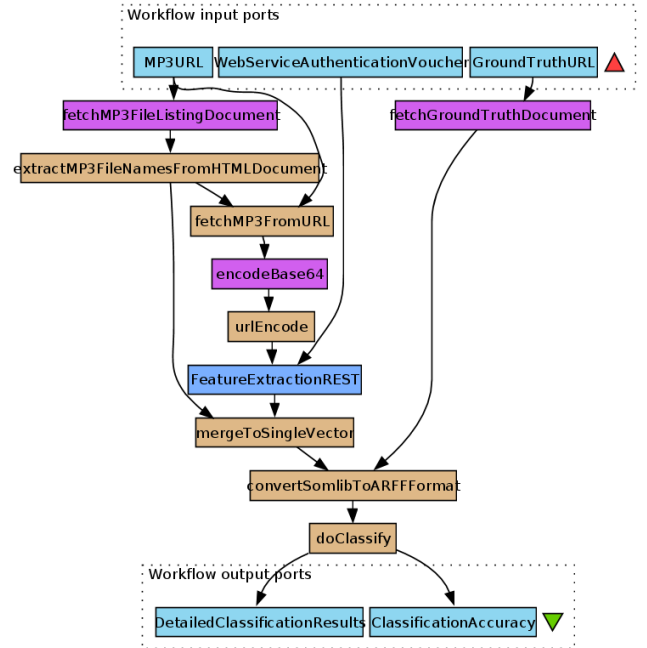 Workflow input ports
MP3URL
WebServiceAuthenticationVoucher
GroundTruthURL
fetchMP3FileListingDocument
fetchGroundTruthDocument
extractMP3FileNamesFromHTMLDocument
fetchMP3FromURL
encodeBase64
urlEncode
FeatureExtractionREST
mergeToSingleVector
convertSomlibToARFFFormat
doClassify
Workflow output ports
DetailedClassificationResults
ClassificationAccuracy